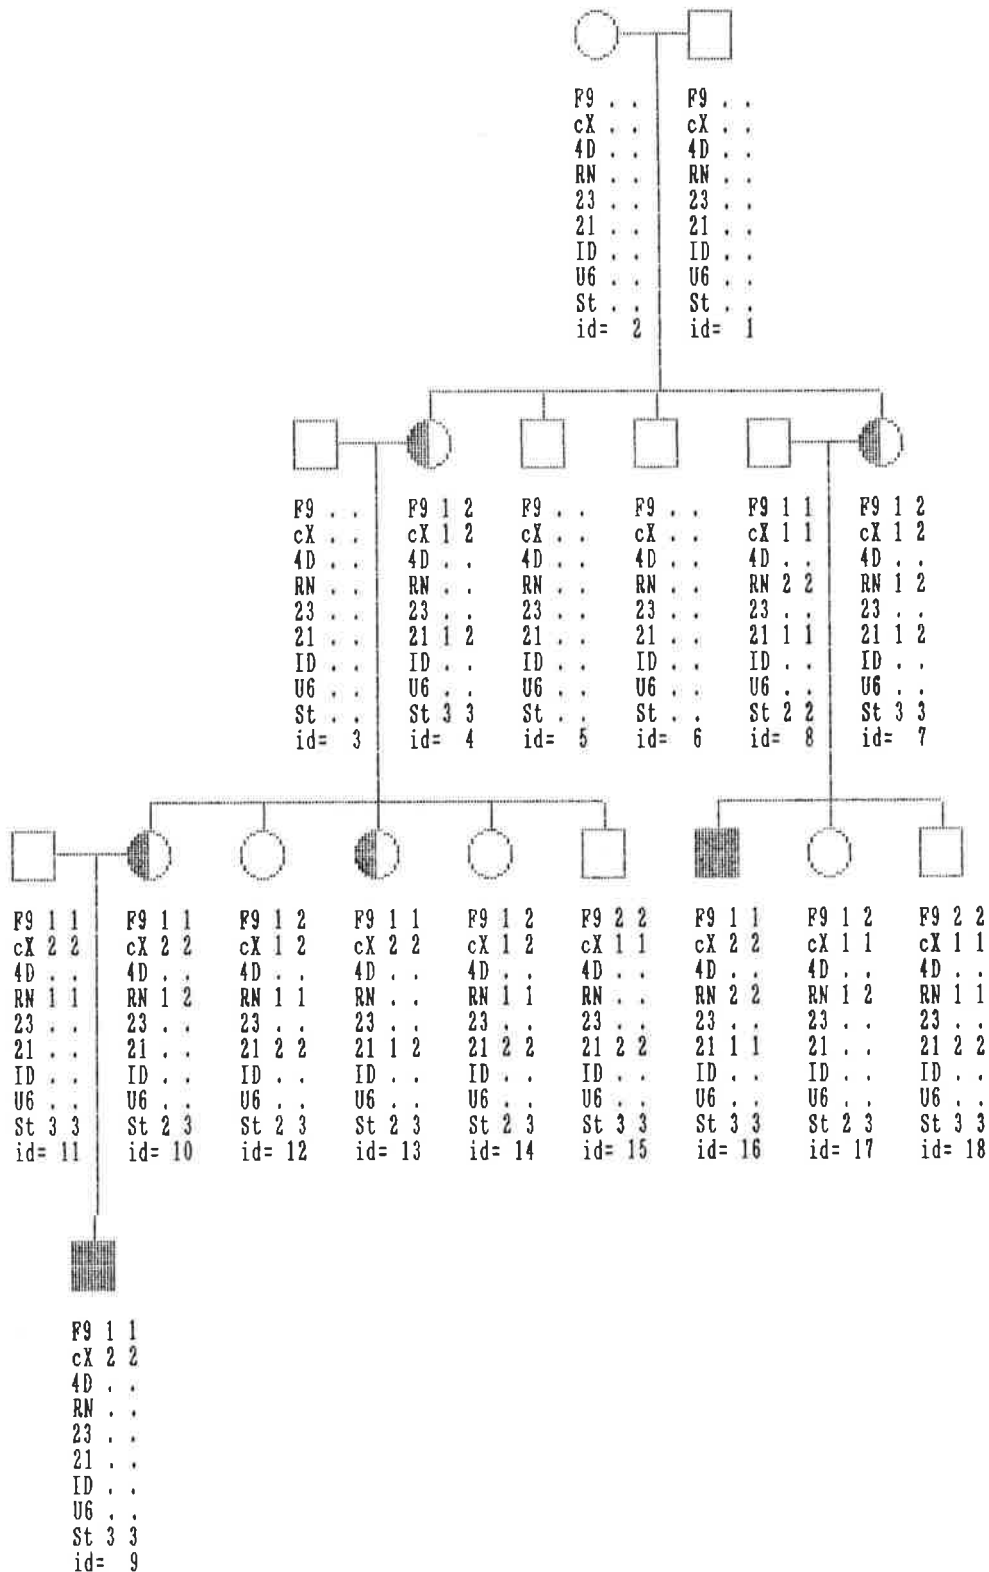 F9 . . F9 . .
cX . . cX . .
4D . . 4D . .
RN . . RN . .
23 . . 23 . .
21 . . 21 . .
ID . . ID . .
U6 . . U6 . .
St . . St . .
id= 2 id= 1
F9 . . F9 1 2 F9 . . F9 . . F9 1 1 F9 1 2
cX . . cX 1 2 cX . . cX . . cX 1 1 cX 1 2
4D . . 4D . . 4D . . 4D . . 4D . . 4D . .
RN . . RN . . RN . . RN . . RN 2 2 RN 1 2
23 . . 23 . . 23 . . 23 . . 23 . . 23 . .
21 . . 21 1 2 21 . . 21 . . 21 1 1 21 1 2
ID . . ID . . ID . . ID . . ID . . ID . .
U6 . . U6 . . U6 . . U6 . . U6 . . U6 . .
St . . St 3 3 St . . St . . St 2 2 St 3 3
id= 3 id= 4 id= 5 id= 6 id= 8 id= 7
F9 1 1 F9 1 1 F9 1 2 F9 1 1 F9 1 2 F9 2 2 F9 1 1 F9 1 2 F9 2 2
cX 2 2 cX 2 2 cX 1 2 cX 2 2 cX 1 2 cX 1 1 cX 2 2 cX 1 1 cX 1 1
4D . . 4D . . 4D . . 4D . . 4D . . 4D . . 4D . . 4D . . 4D . .
RN 1 1 RN 1 2 RN 1 1 RN . . RN 1 1 RN . . RN 2 2 RN 1 2 RN 1 1
23 . . 23 . . 23 . . 23 . . 23 . . 23 . . 23 . . 23 . . 23 . .
21 . . 21 . . 21 2 2 21 1 2 21 2 2 21 2 2 21 1 1 21 . . 21 2 2
ID . . ID . . ID . . ID . . ID . . ID . . ID . . ID . . ID . .
U6 . . U6 . . U6 . . U6 . . U6 . . U6 . . U6 . . U6 . . U6 . .
St 3 3 St 2 3 St 2 3 St 2 3 St 2 3 St 3 3 St 3 3 St 2 3 St 3 3
id= 11 id= 10 id= 12 id= 13 id= 14 id= 15 id= 16 id= 17 id= 18
F9 1 1
cX 2 2
4D . .
RN . .
23 . .
21 . .
ID . .
U6 . .
St 3 3
id= 9